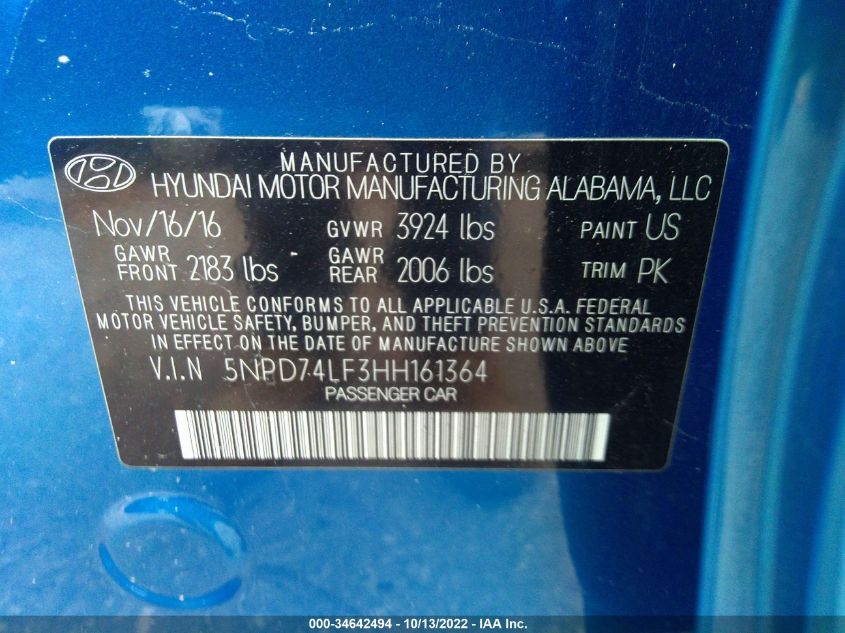 MANUFACTURED BY
HYUNDAI MOTOR MANUFACTURING ALABAMA, LLC
Nov/16/16 GVWR 3924 lbs PAINT US
GAWR FRONT 2183 lbs GAWR REAR 2006 lbs TRIM PK
THIS VEHICLE CONFORMS TO ALL APPLICABLE U.S.A. FEDERAL
MOTOR VEHICLE SAFETY, BUMPER, AND THEFT PREVENTION STANDARDS
IN EFFECT ON THE DATE OF MANUFACTURE SHOWN ABOVE.
V.I.N 5NPD74LF3HH161364
PASSENGER CAR
000-34642494 - 10/13/2022 - IAA Inc.